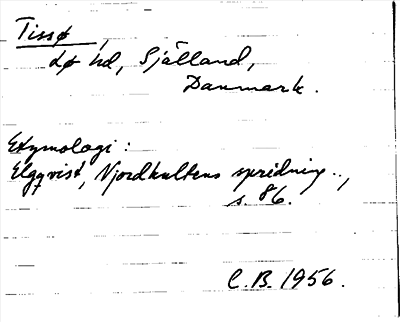 Tissø,
Lø hd, Sjælland,
Danmark.
Etymologi:
Elgqvist, Njordkultens spridning..,
s. 86.
C.B. 1956.